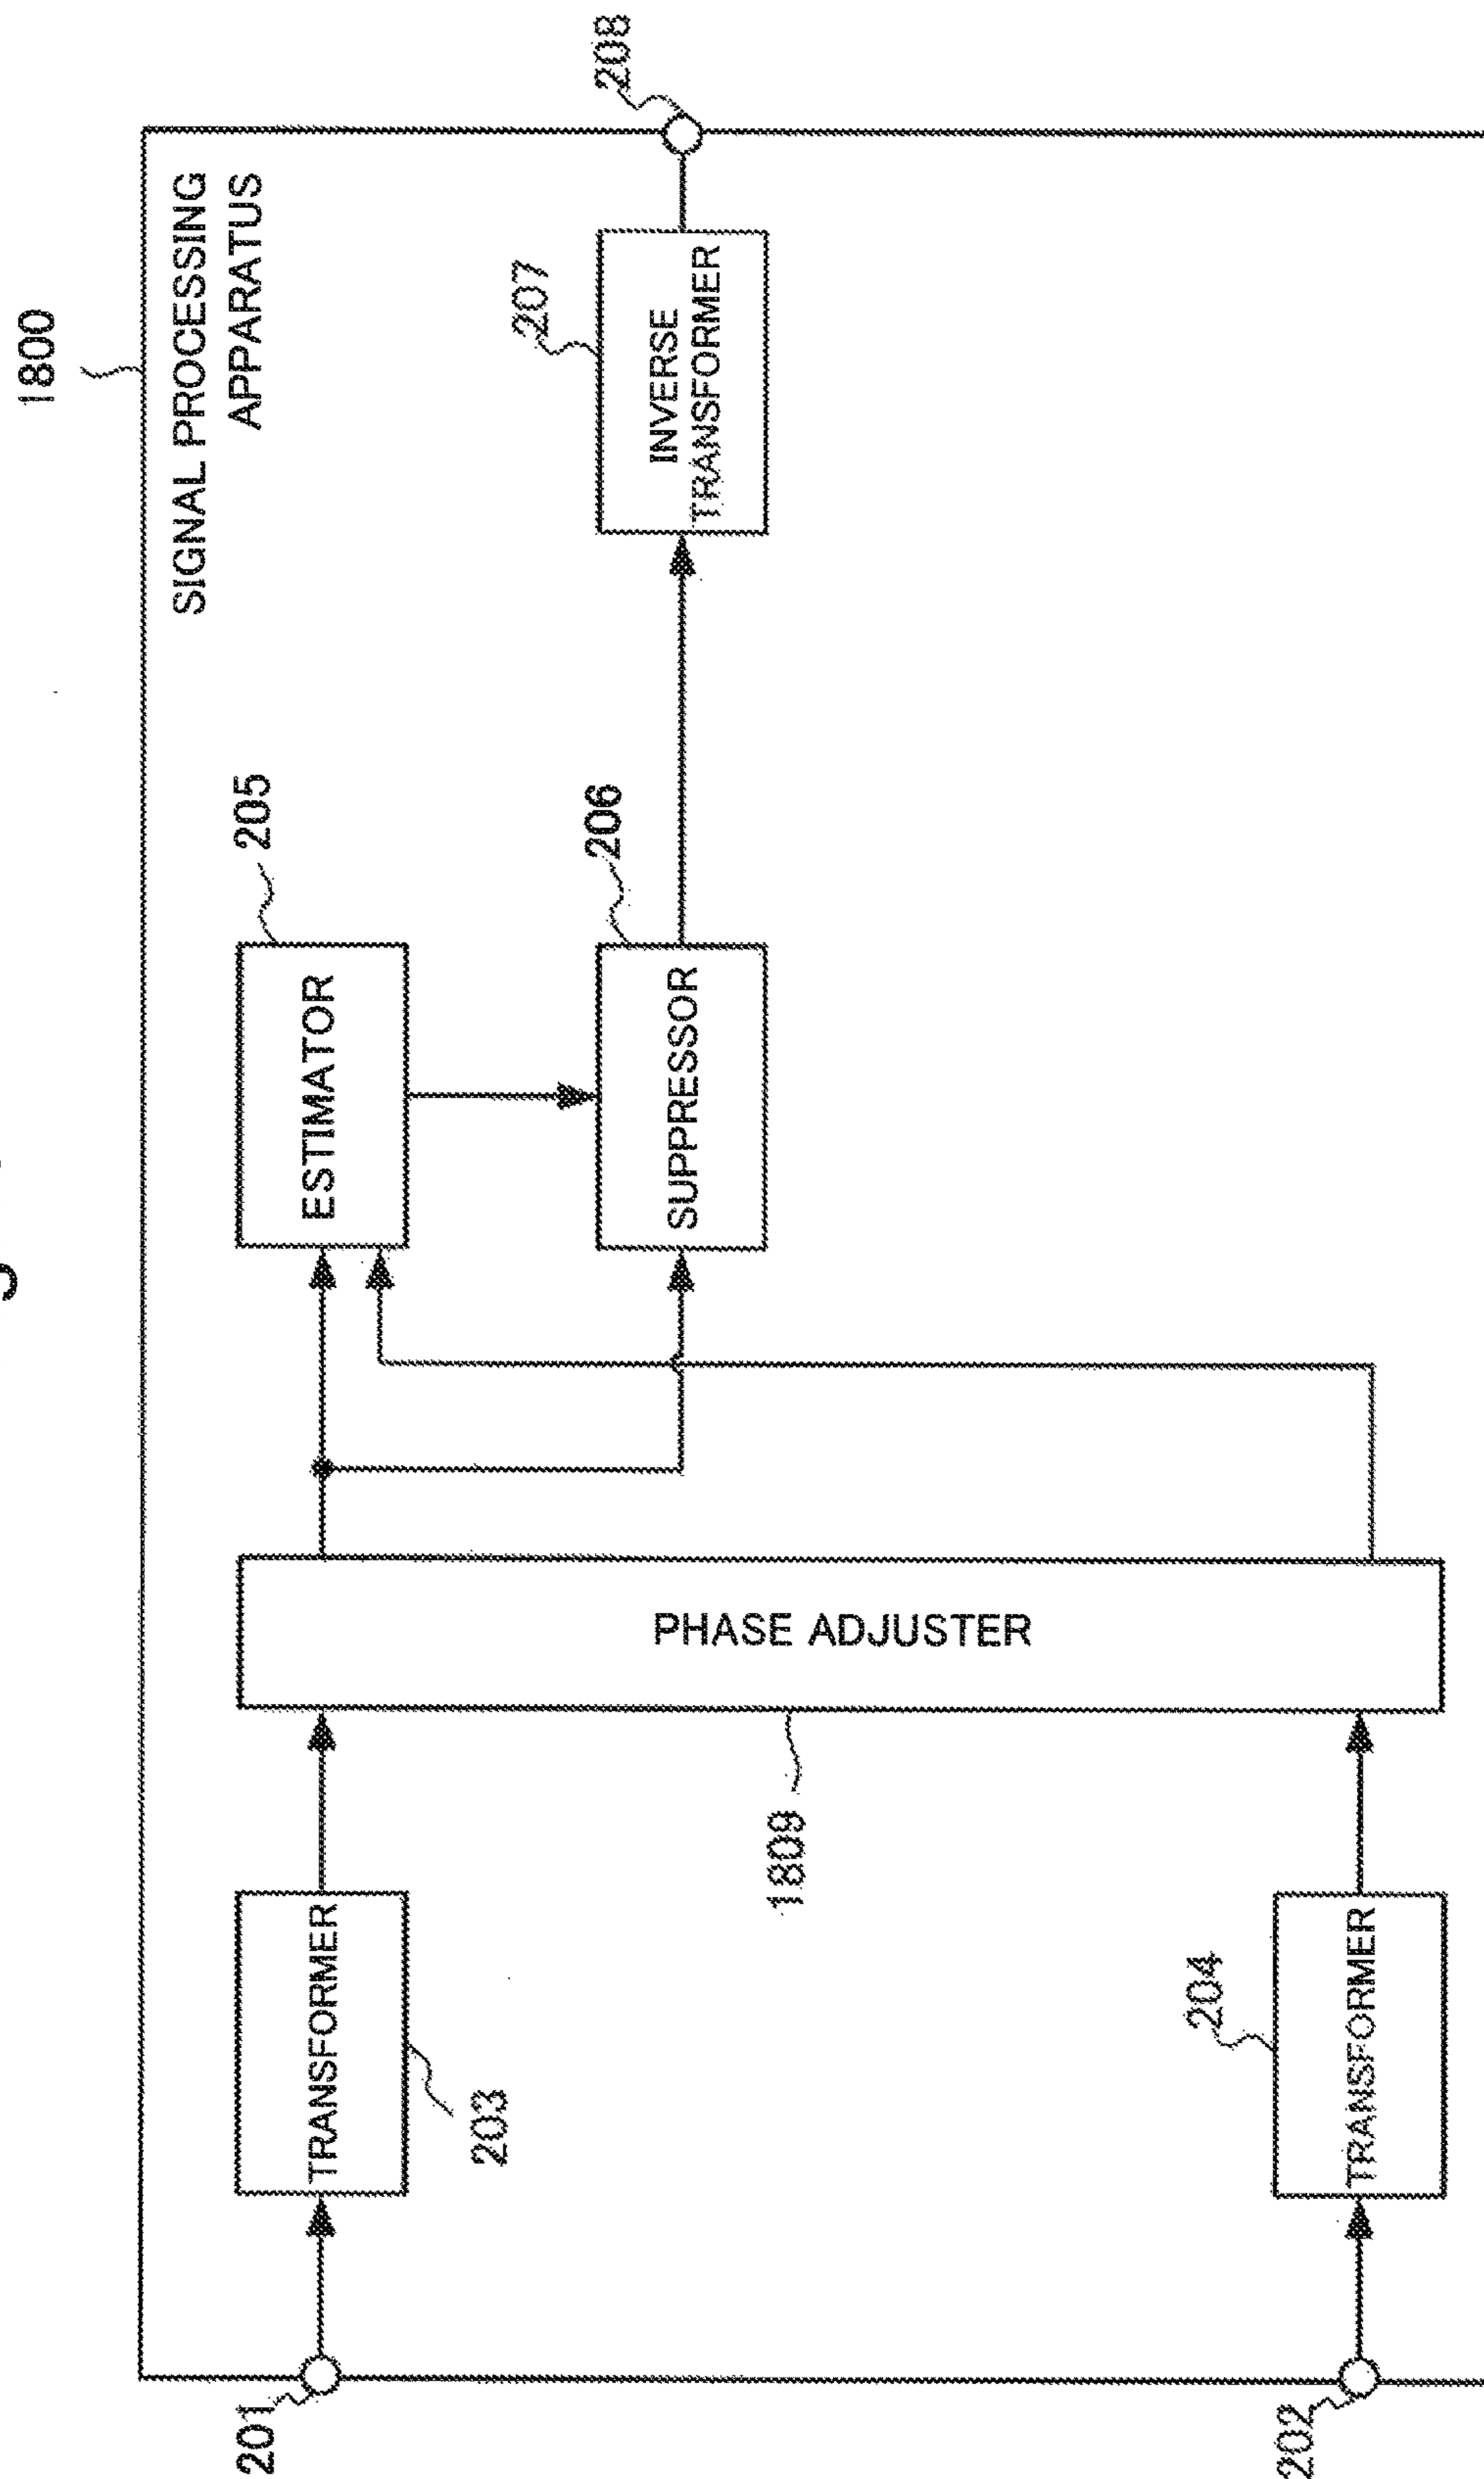 1800
SIGNAL PROCESSING
APPARATUS
201
TRANSFORMER
203
PHASE ADJUSTER
1809
ESTIMATOR
205
SUPPRESSOR
206
INVERSE
TRANSFORMER
207
208
202
TRANSFORMER
204